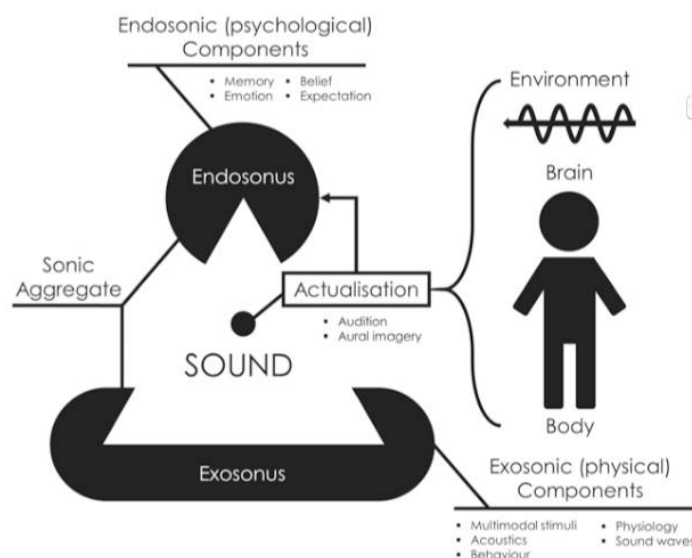 Endosonic (psychological)
Components
▪ Memory ▪ Belief
▪ Emotion ▪ Expectation
Environment
Brain
Endosonus
Sonic
Aggregate
Actualisation
▪ Audition
▪ Aural imagery
SOUND
Body
Exosonus
Exosonic (physical)
Components
▪ Multimodal stimuli ▪ Physiology
▪ Acoustics ▪ Sound waves
▪ Behaviour